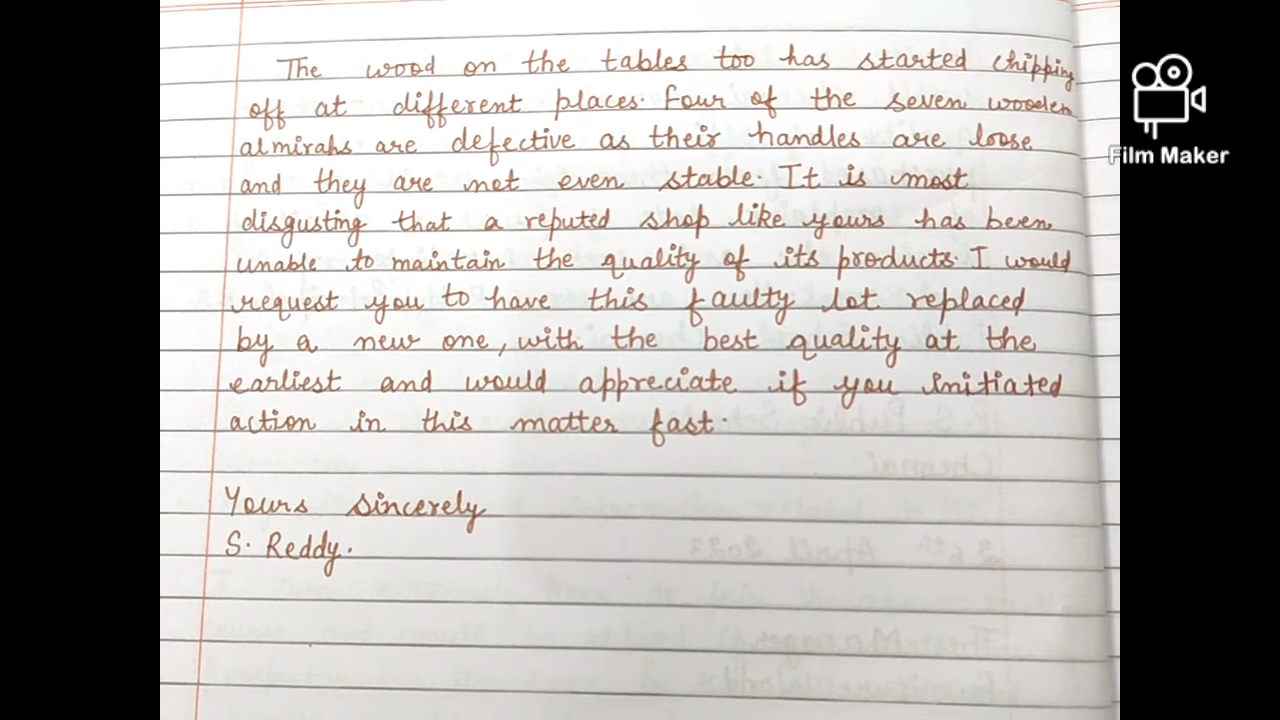 The wood on the tables too has started chipping
off at different places. Four of the seven wooden
almirahs are defective as their handles are loose
and they are not even stable. It is most
disgusting that a reputed shop like yours has been
unable to maintain the quality of its products. I would
request you to have this faulty lot replaced
by a new one, with the best quality at the
earliest and would appreciate if you initiated
action in this matter fast.
Yours sincerely
S. Reddy.
Film Maker